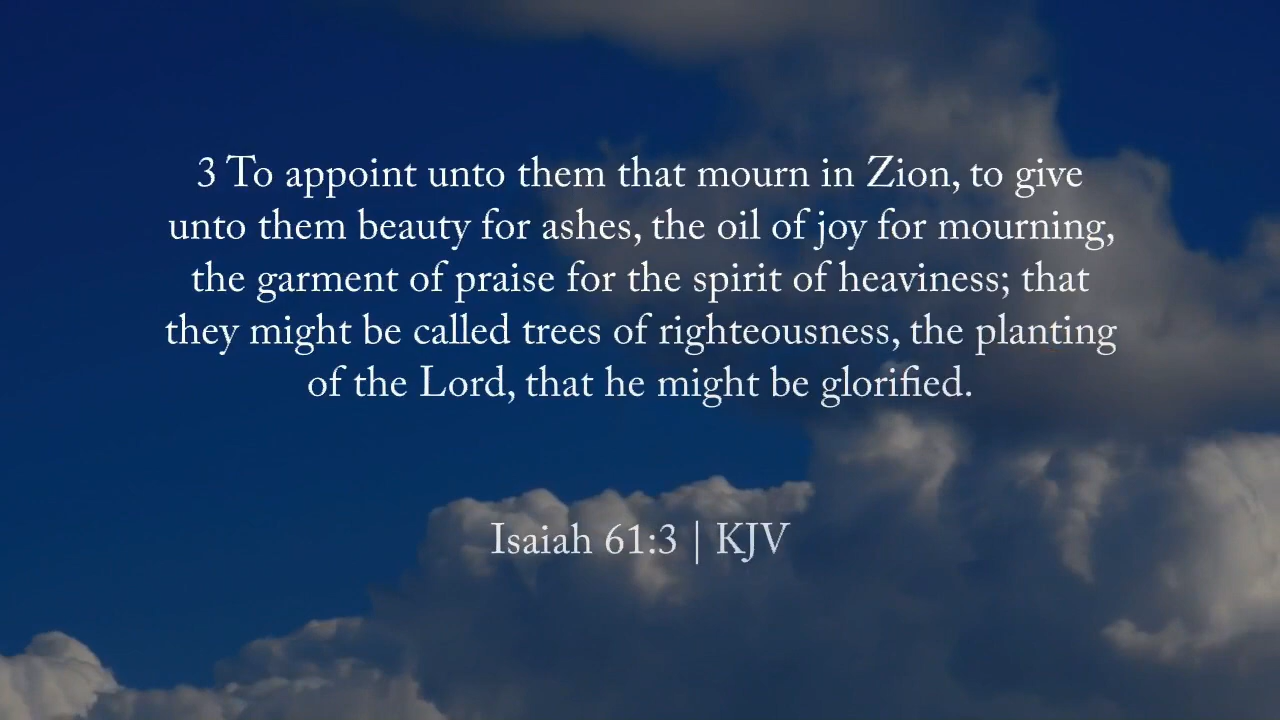 3 To appoint unto them that mourn in Zion, to give
unto them beauty for ashes, the oil of joy for mourning,
the garment of praise for the spirit of heaviness; that
they might be called trees of righteousness, the planting
of the Lord, that he might be glorified.
Isaiah 61:3 | KJV